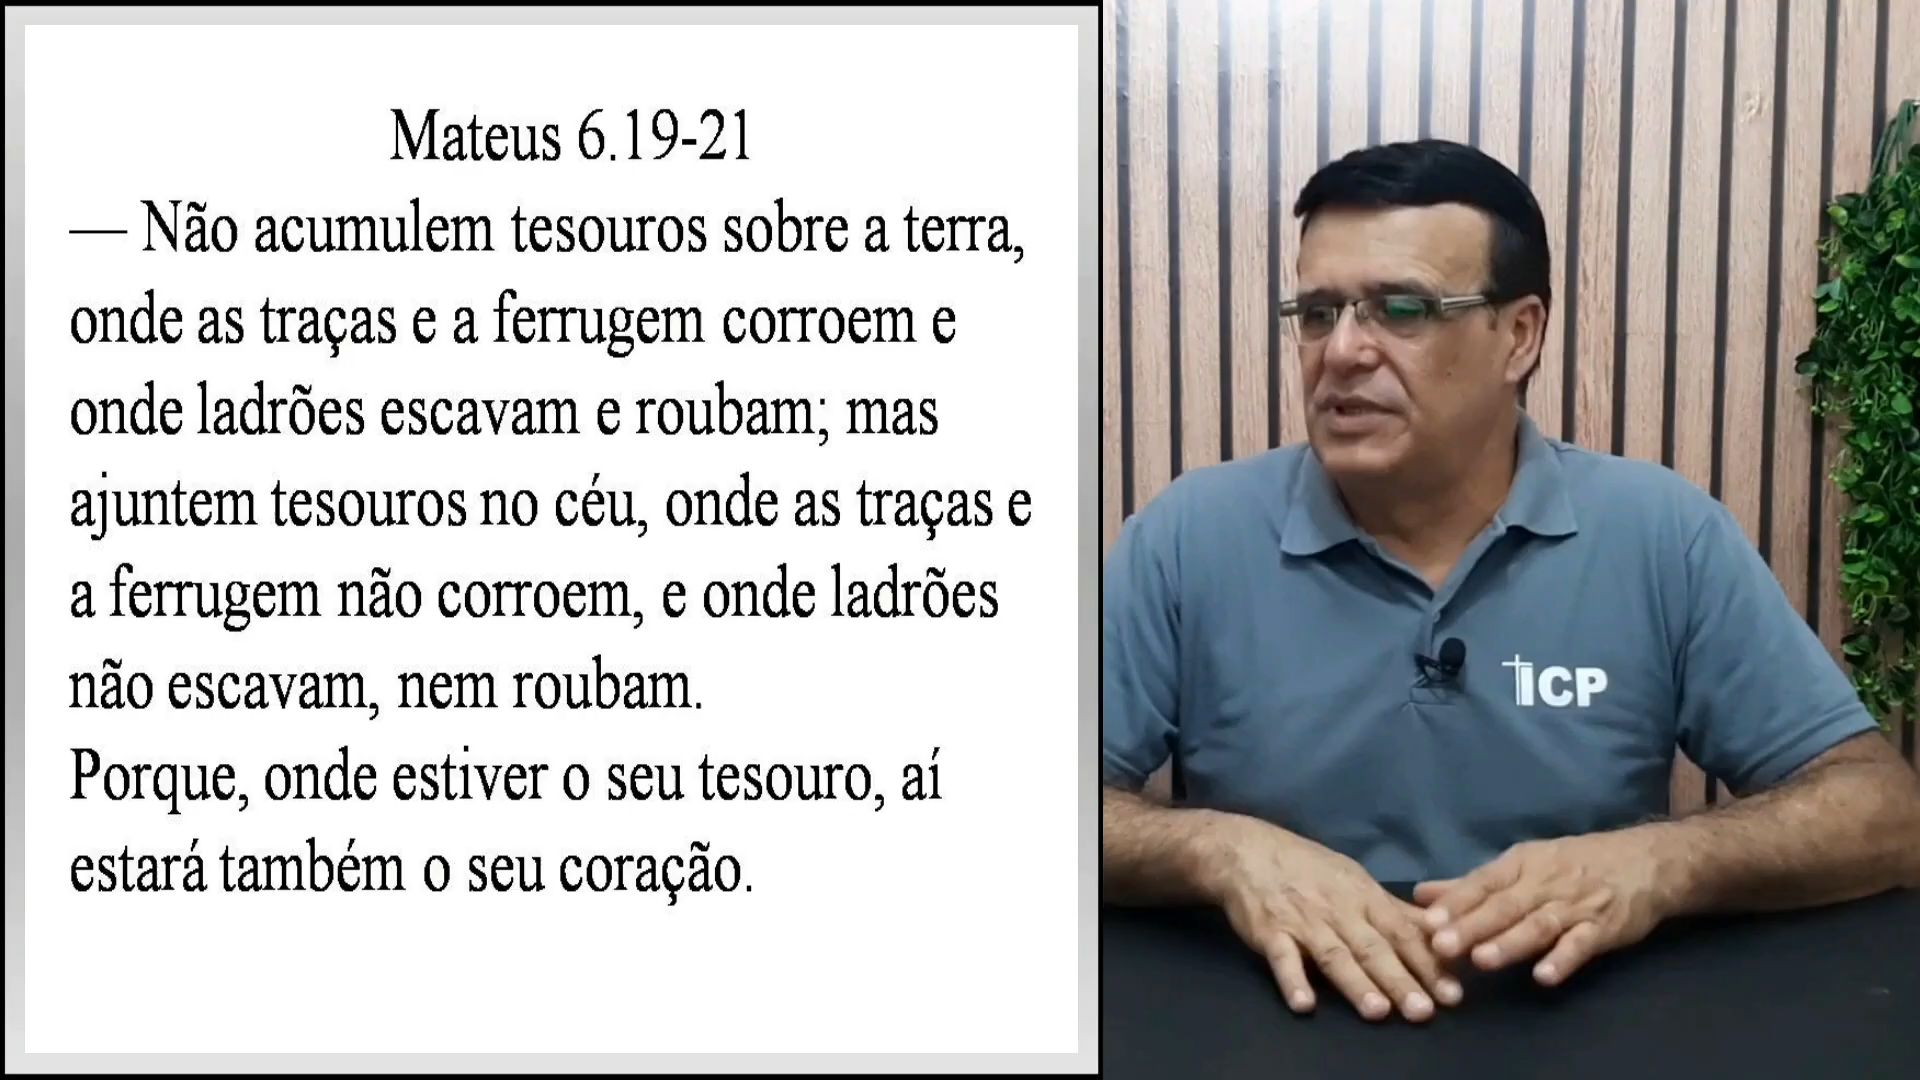 Mateus 6.19-21
— Não acumulem tesouros sobre a terra,
onde as traças e a ferrugem corroem e
onde ladrões escavam e roubam; mas
ajuntem tesouros no céu, onde as traças e
a ferrugem não corroem, e onde ladrões
não escavam, nem roubam.
Porque, onde estiver o seu tesouro, aí
estará também o seu coração.
ICP